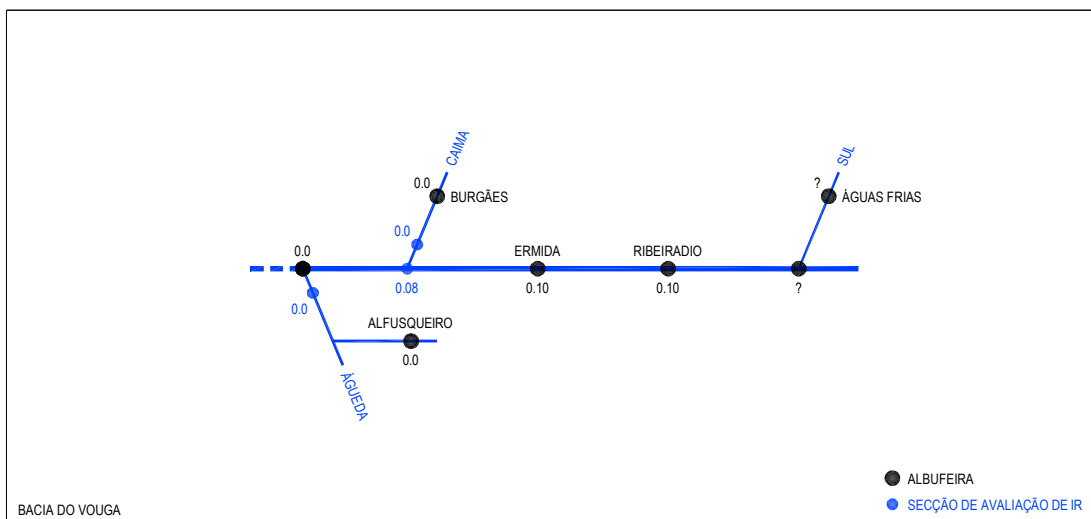 CAIMA
SUL
0.0
BURGÃES
?
ÁGUAS FRIAS
0.0
0.0
ERMIDA
RIBEIRADIO
0.08
0.10
0.10
?
0.0
ALFUSQUEIRO
0.0
ÁGUEDA
ALBUFEIRA
SECÇÃO DE AVALIAÇÃO DE IR
BACIA DO VOUGA